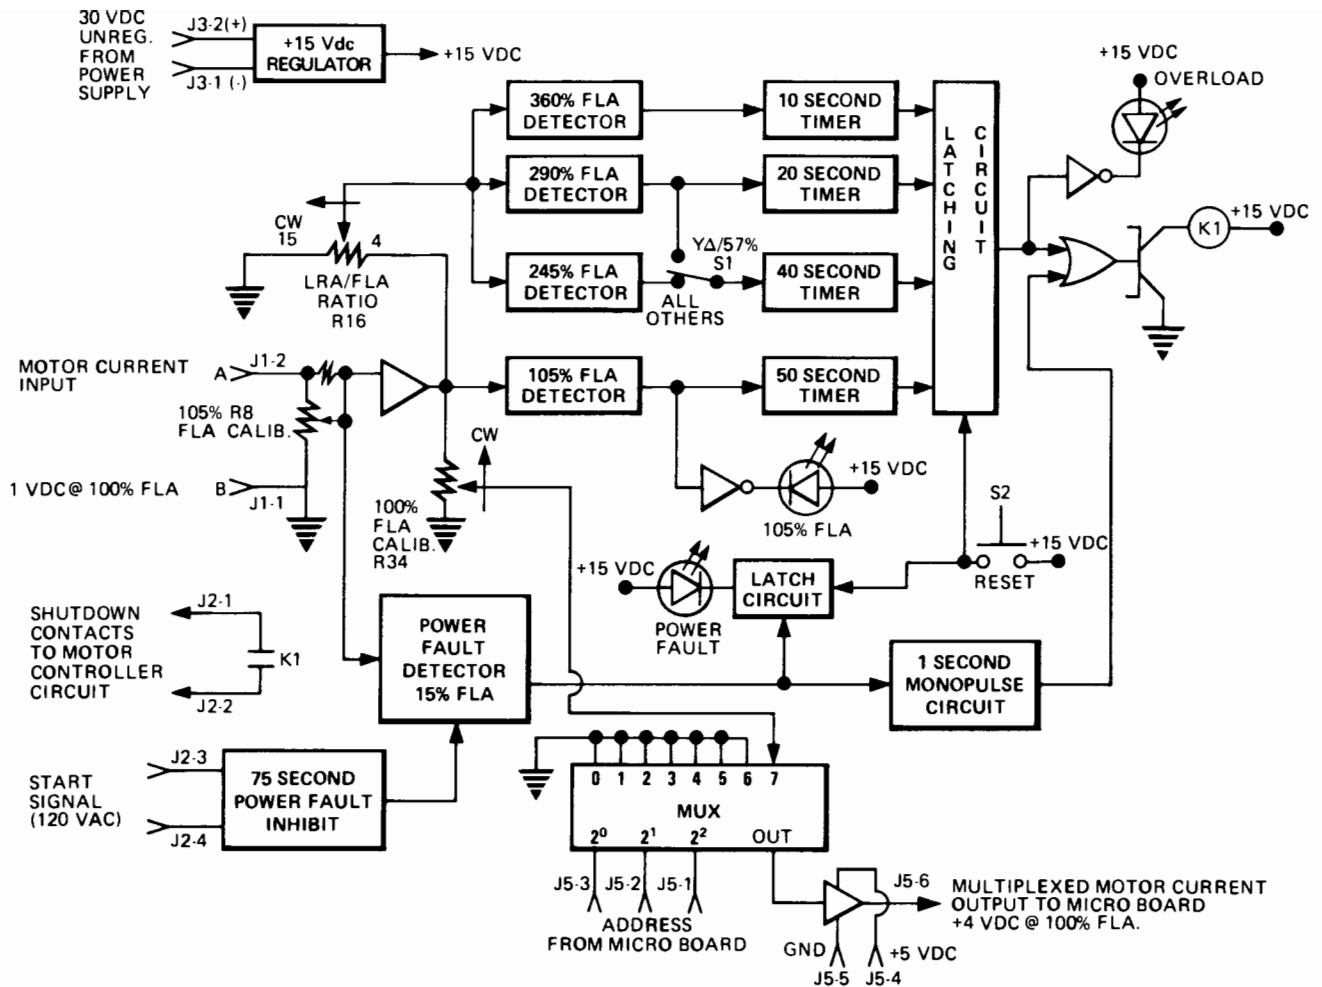 30 VDC
UNREG.
FROM
POWER
SUPPLY
J3-2(+)
J3-1 (-)
+15 Vdc
REGULATOR
+15 VDC
360% FLA
DETECTOR
10 SECOND
TIMER
290% FLA
DETECTOR
20 SECOND
TIMER
245% FLA
DETECTOR
YΔ/57%
S1
ALL
OTHERS
40 SECOND
TIMER
105% FLA
DETECTOR
50 SECOND
TIMER
LATCHING
CIRCUIT
+15 VDC
OVERLOAD
K1
+15 VDC
CW
15
4
LRA/FLA
RATIO
R16
MOTOR CURRENT
INPUT
A
J1-2
105% R8
FLA CALIB.
1 VDC @ 100% FLA
B
J1-1
CW
100%
FLA
CALIB.
R34
+15 VDC
105% FLA
S2
+15 VDC
RESET
+15 VDC
POWER
FAULT
LATCH
CIRCUIT
SHUTDOWN
CONTACTS
TO MOTOR
CONTROLLER
CIRCUIT
J2-1
K1
J2-2
POWER
FAULT
DETECTOR
15% FLA
1 SECOND
MONOPULSE
CIRCUIT
START
SIGNAL
(120 VAC)
J2-3
J2-4
75 SECOND
POWER FAULT
INHIBIT
0 1 2 3 4 5 6 7
MUX
2⁰ 2¹ 2² OUT
J5-3 J5-2 J5-1
ADDRESS
FROM MICRO BOARD
J5-6
MULTIPLEXED MOTOR CURRENT
OUTPUT TO MICRO BOARD
+4 VDC @ 100% FLA.
GND
+5 VDC
J5-5 J5-4